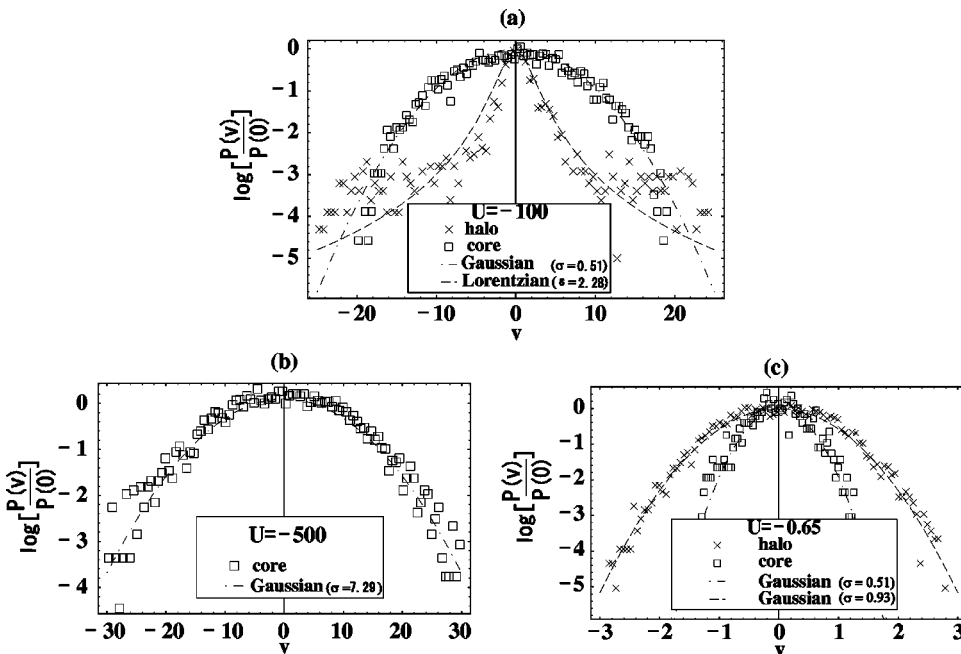 (a)
0
−1
−2
−3
−4
−5
log[P(v)/P(0)]
U=−100
halo
core
Gaussian (σ=0.51)
Lorentzian (δ=2.28)
−20 −10 0 10 20
v
(b)
0
−1
−2
−3
−4
log[P(v)/P(0)]
U=−500
core
Gaussian (σ=7.29)
−30 −20 −10 0 10 20 30
v
(c)
0
−1
−2
−3
−4
−5
log[P(v)/P(0)]
U=−0.65
halo
core
Gaussian (σ=0.51)
Gaussian (σ=0.93)
−3 −2 −1 0 1 2 3
v